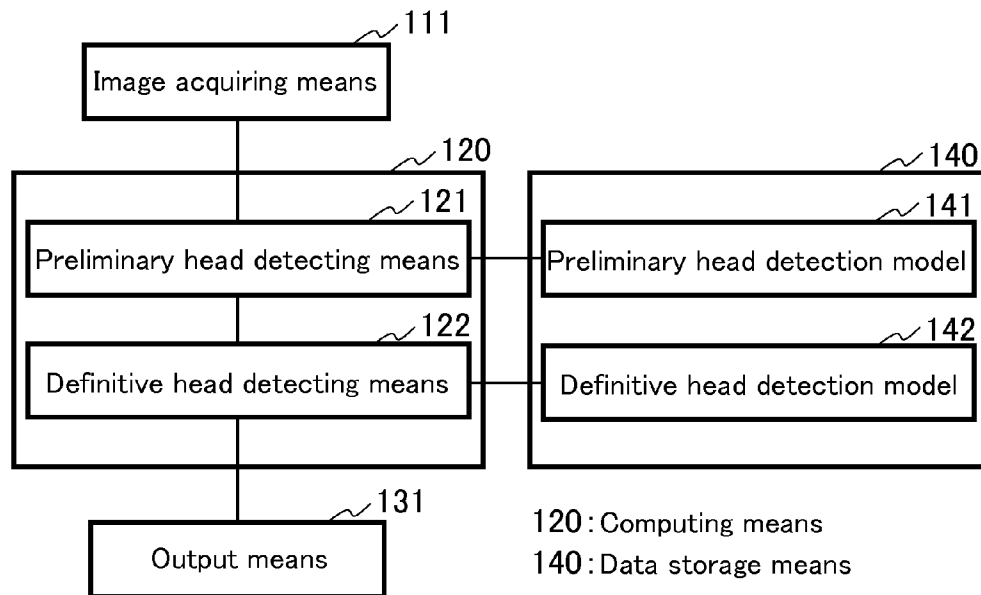 111
Image acquiring means
120
140
121
141
Preliminary head detecting means
Preliminary head detection model
122
142
Definitive head detecting means
Definitive head detection model
131
Output means
120:Computing means
140:Data storage means